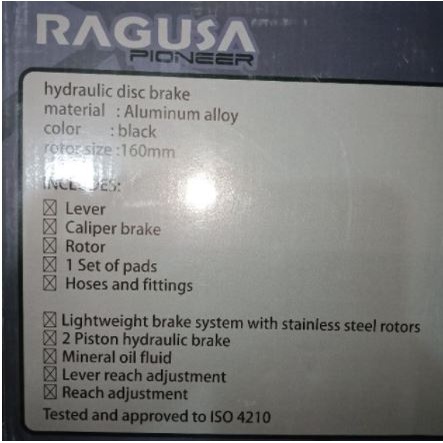 RAGUSA
PIONEER
hydraulic disc brake
material : Aluminum alloy
color : black
rotor size :160mm
INCLUDES:
Lever
Caliper brake
Rotor
1 Set of pads
Hoses and fittings
Lightweight brake system with stainless steel rotors
2 Piston hydraulic brake
Mineral oil fluid
Lever reach adjustment
Reach adjustment
Tested and approved to ISO 4210